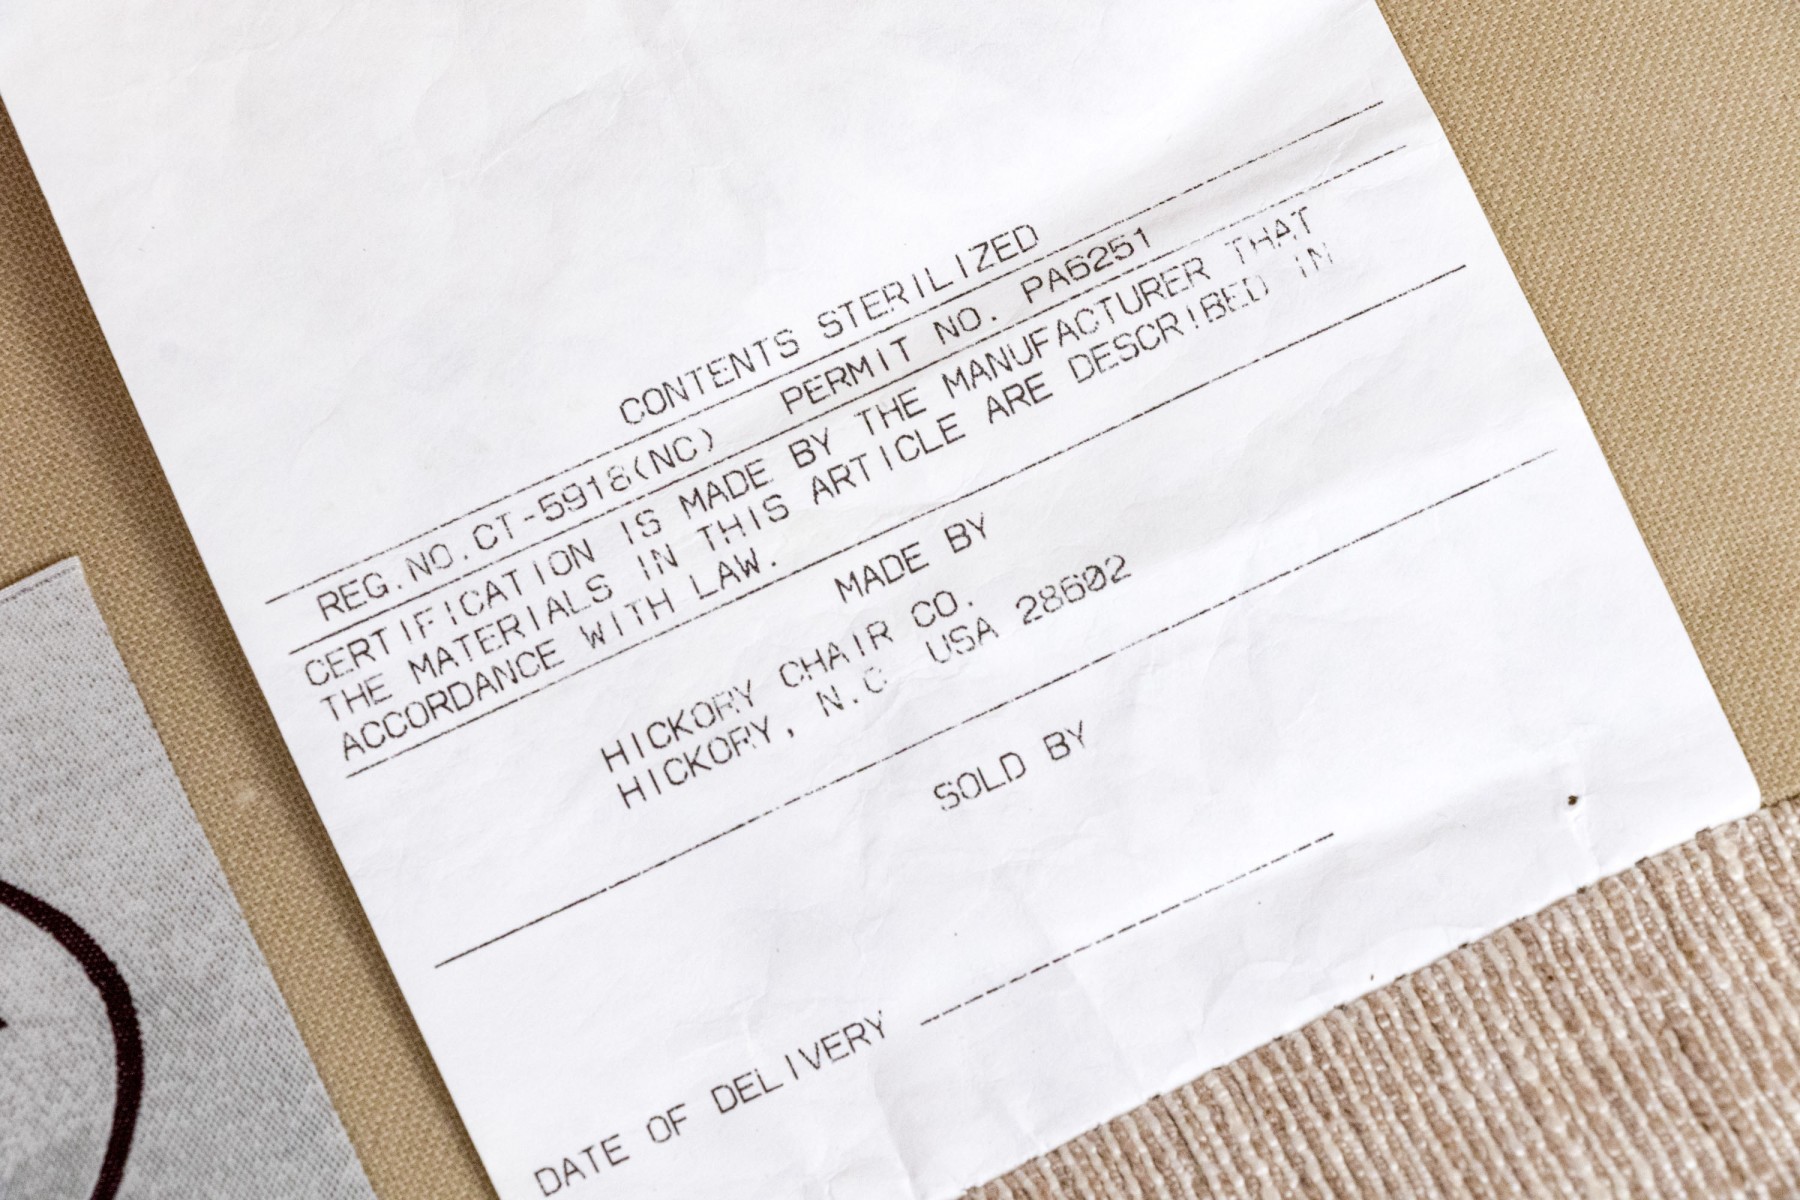 CONTENTS STERILIZED
REG.NO.CT-5918(NC) PERMIT NO. PA6251
CERTIFICATION IS MADE BY THE MANUFACTURER THAT
THE MATERIALS IN THIS ARTICLE ARE DESCRIBED IN
ACCORDANCE WITH LAW.
MADE BY
HICKORY CHAIR CO.
HICKORY, N.C USA 28602
SOLD BY
DATE OF DELIVERY